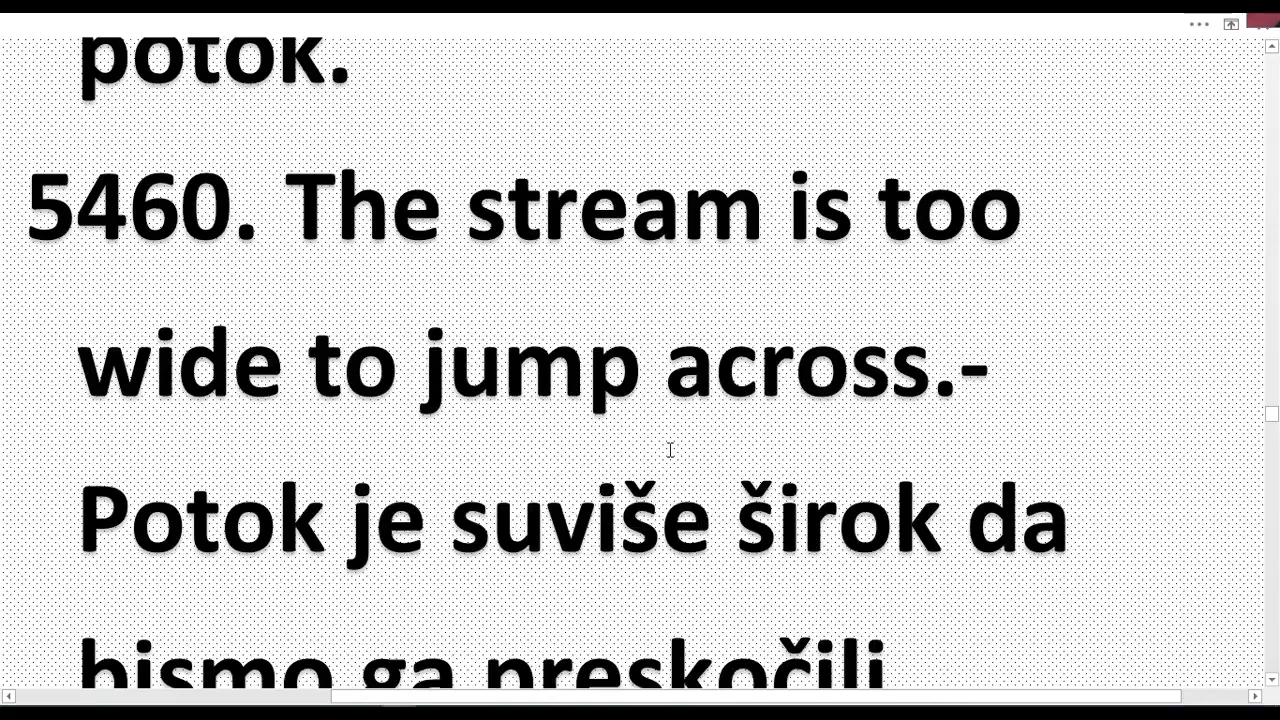 potok.
5460. The stream is too
wide to jump across.-
Potok je suviše širok da
bismo ga preskočili